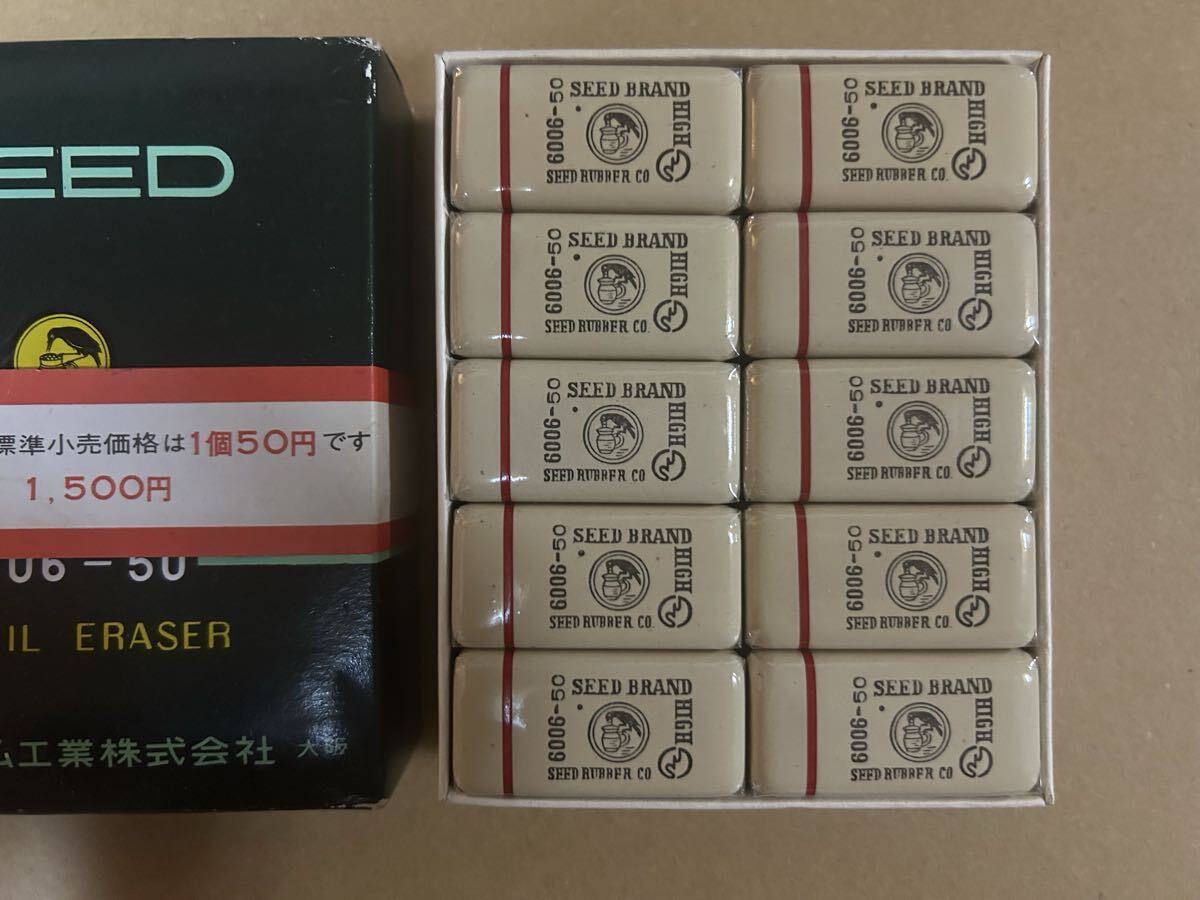 EED
標準小売価格は1個50円です
1,500円
06-50
IL ERASER
ム工業株式会社 大阪
SEED BRAND
6006-50
HIGH
SEED RUBBER CO.
SEED BRAND
6006-50
HIGH
SEED RUBBER CO.
SEED BRAND
6006-50
HIGH
SEED RUBBER CO.
SEED BRAND
6006-50
HIGH
SEED RUBBER CO.
SEED BRAND
6006-50
HIGH
SEED RUBBER CO.
SEED BRAND
6006-50
HIGH
SEED RUBBER CO.
SEED BRAND
6006-50
HIGH
SEED RUBBER CO.
SEED BRAND
6006-50
HIGH
SEED RUBBER CO.
SEED BRAND
6006-50
HIGH
SEED RUBBER CO.
SEED BRAND
6006-50
HIGH
SEED RUBBER CO.